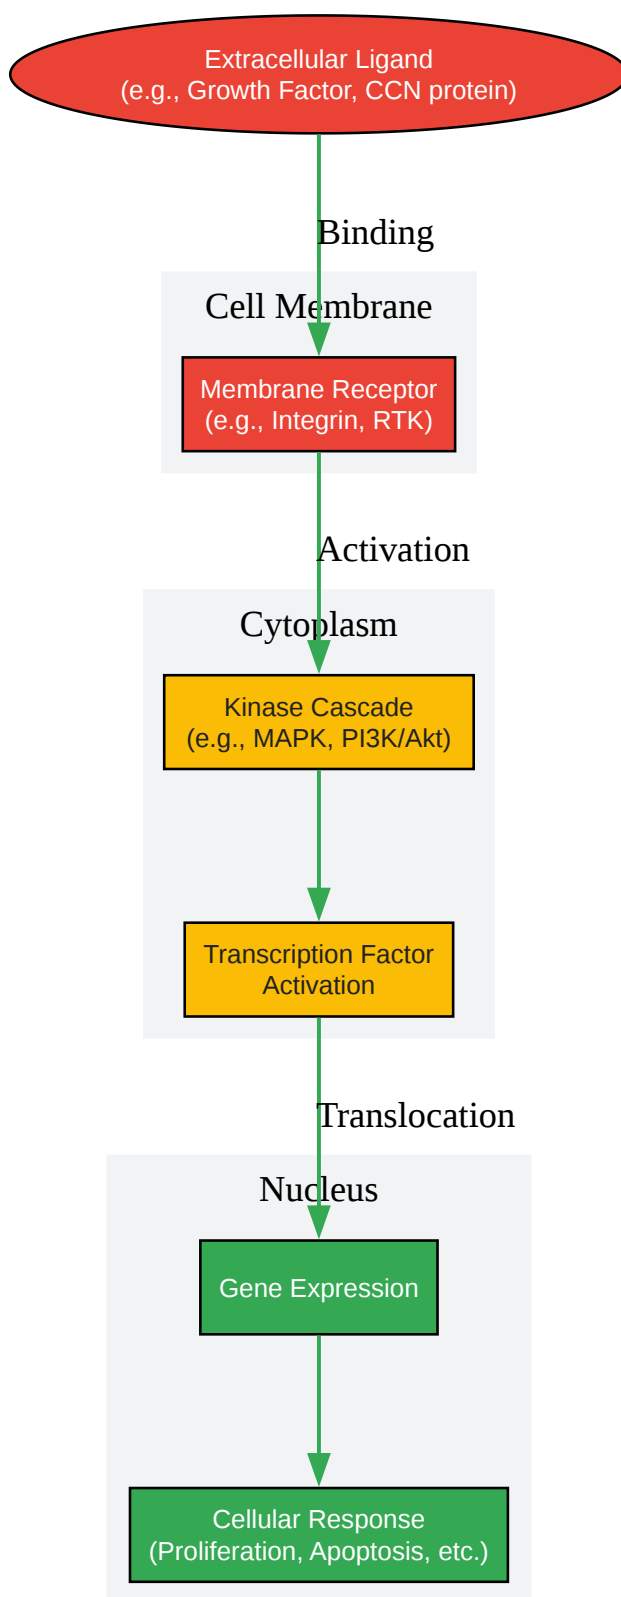 Extracellular Ligand
(e.g., Growth Factor, CCN protein)
Binding
Cell Membrane
Membrane Receptor
(e.g., Integrin, RTK)
Activation
Cytoplasm
Kinase Cascade
(e.g., MAPK, PI3K/Akt)
Transcription Factor
Activation
Translocation
Nucleus
Gene Expression
Cellular Response
(Proliferation, Apoptosis, etc.)